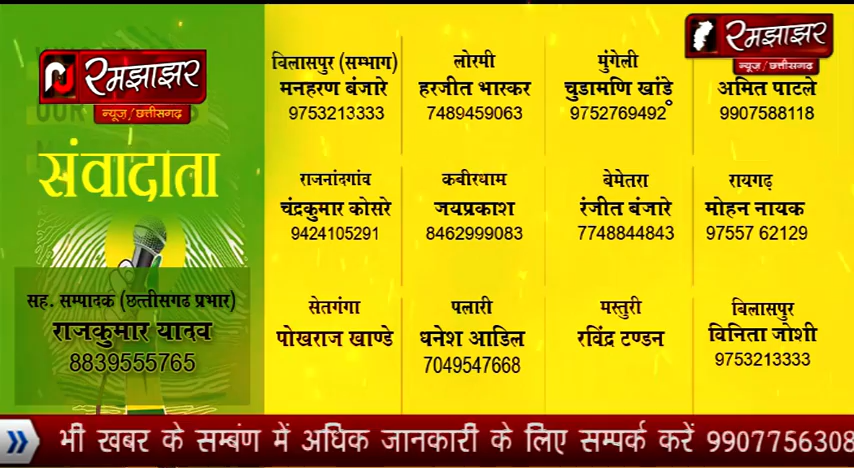 रमझाझर
न्यूज़/छत्तीसगढ़
संवादाता
सह. सम्पादक (छत्तीसगढ प्रभार)
राजकुमार यादव
8839555765
बिलासपुर (सम्भाग)
मनहरण बंजारे
9753213333
लोरमी
हरजीत भास्कर
7489459063
मुंगेली
चुडामणि खांड़े
9752769492
रमझाझर
न्यूज़/छत्तीसगढ़
अमित पाटले
9907588118
राजनांदगांव
चंद्रकुमार कोसरे
9424105291
कबीरधाम
जयप्रकाश
8462999083
बेमेतरा
रंजीत बंजारे
7748844843
रायगढ़
मोहन नायक
97557 62129
सेतगंगा
पोखराज खाण्डे
पलारी
धनेश आडिल
7049547668
मस्तुरी
रविंद्र टण्डन
बिलासपुर
विनिता जोशी
9753213333
भी खबर के सम्बंण में अधिक जानकारी के लिए सम्पर्क करें 9907756308